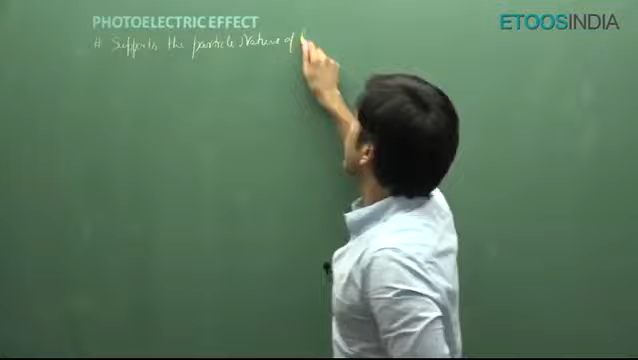 PHOTOELECTRIC EFFECT
ETOOSINDIA
# Supports the particle Nature of